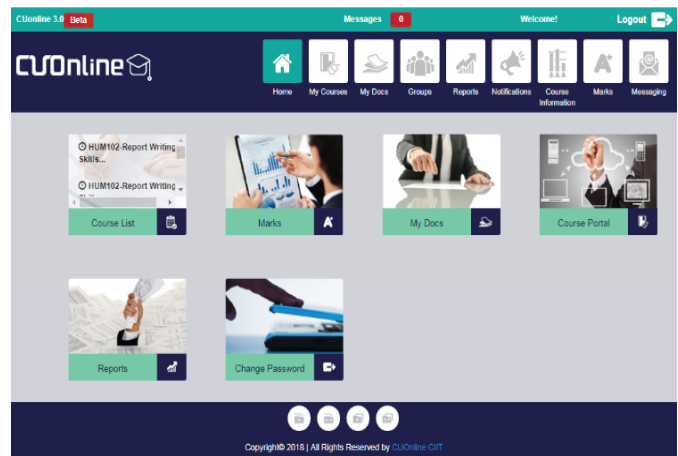 CUonline 3.0 Beta
Messages 0
Welcome!
Logout
CUOnline
Home
My Courses
My Docs
Groups
Reports
Notifications
Course
Information
Marks
Messaging
HUM102-Report Writing
Skills...
HUM102-Report Writing
Course List
Marks
My Docs
Course Portal
Reports
Change Password
Copyright© 2018 | All Rights Reserved by CUOnline CIIT